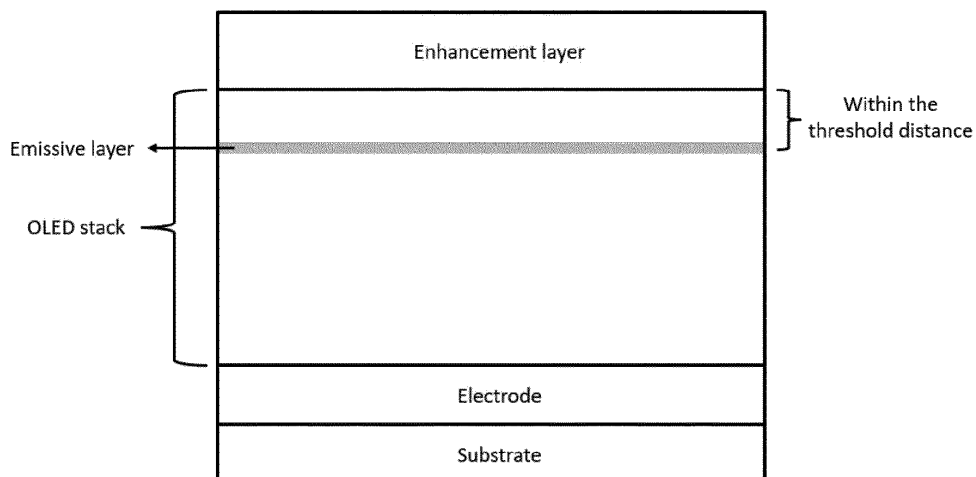 Enhancement layer
Within the
threshold distance
Emissive layer
OLED stack
Electrode
Substrate